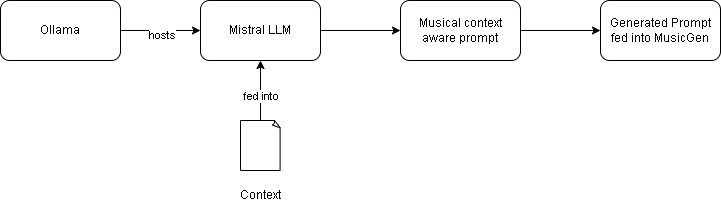 Ollama
hosts
Mistral LLM
Musical context
aware prompt
Generated Prompt
fed into MusicGen
fed into
Context